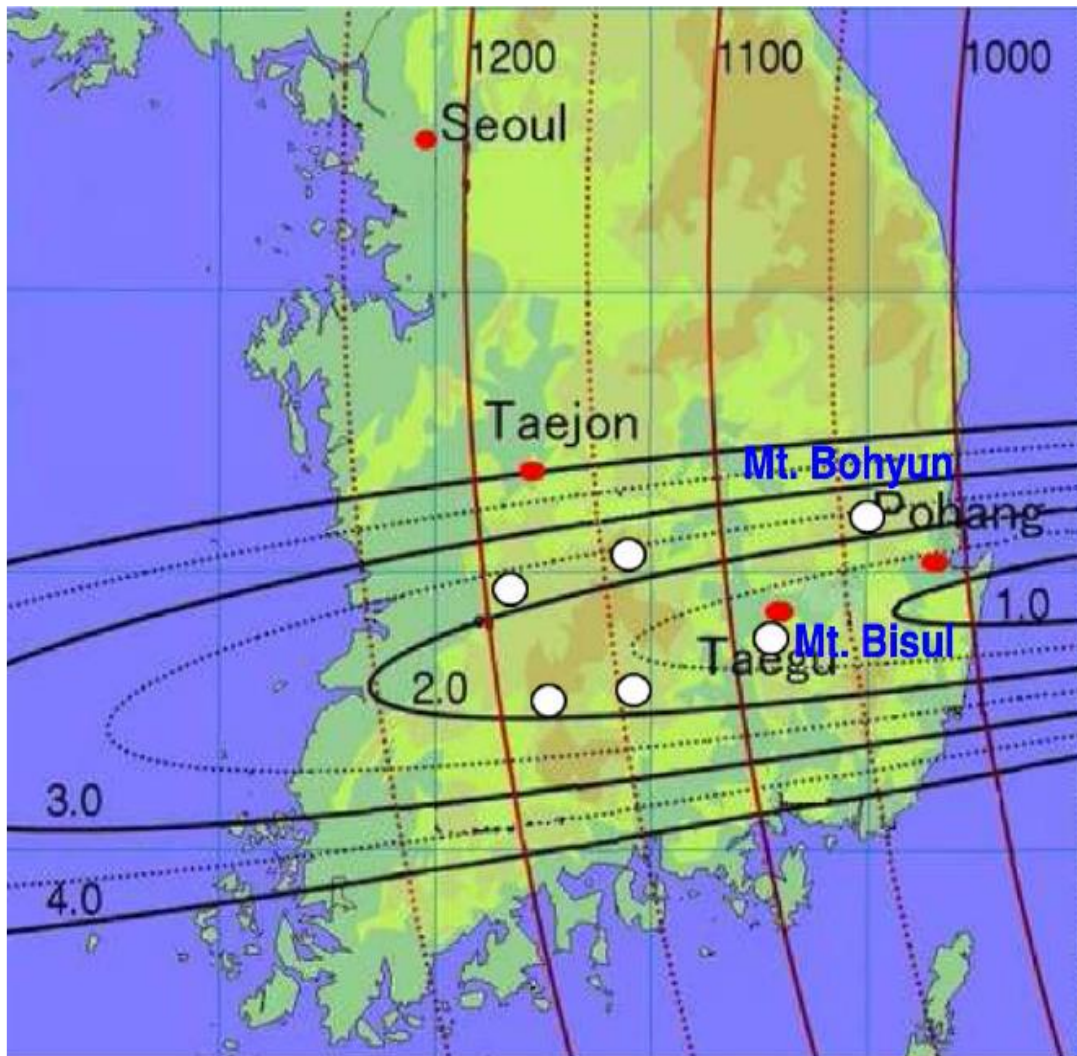 1200
1100
1000
Seoul
Taejon
Mt. Bohyun
Pohang
1.0
Mt. Bisul
Taegu
2.0
3.0
4.0